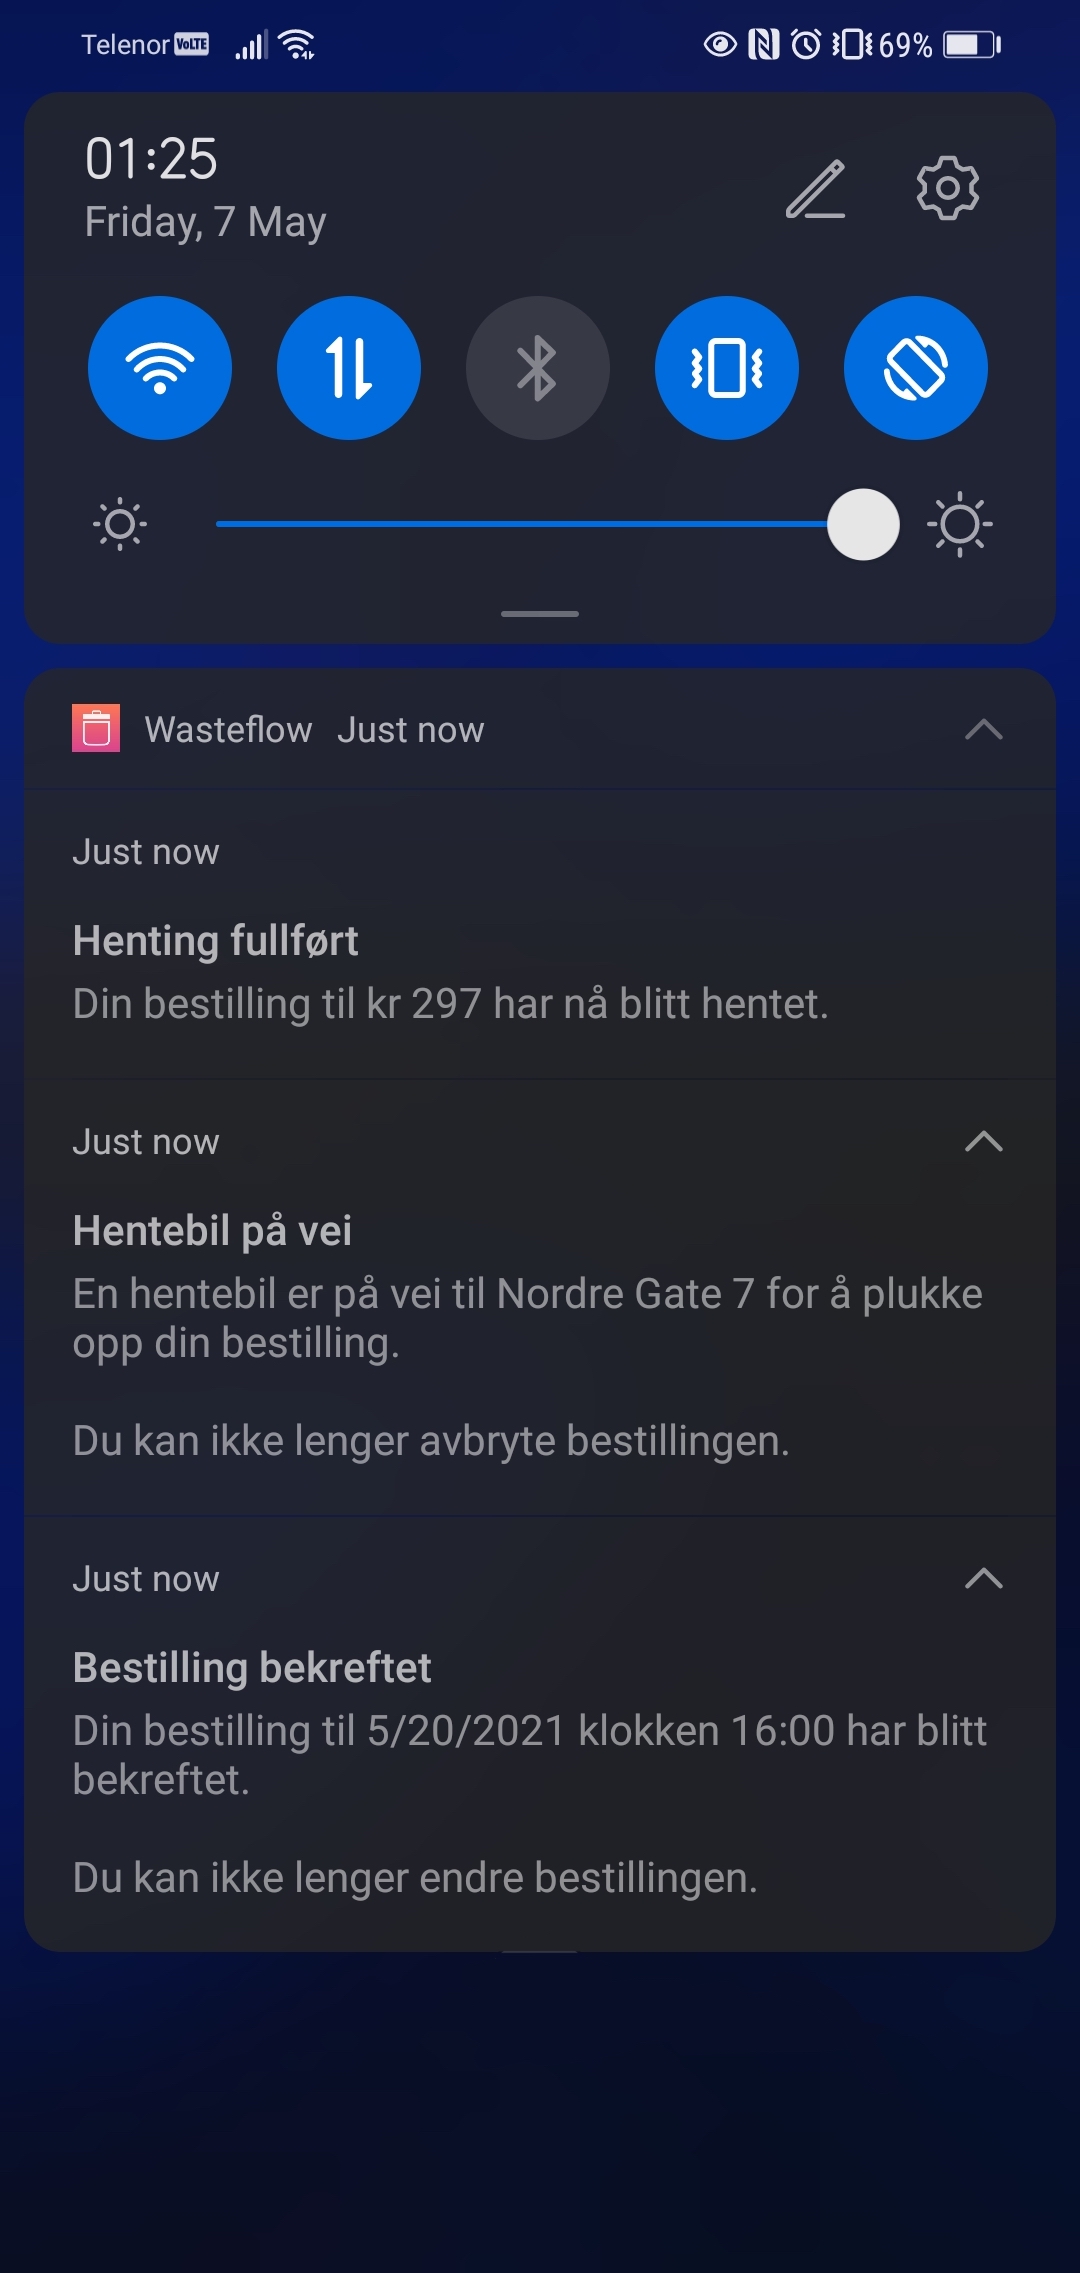 Telenor VoLTE 69%
01:25
Friday, 7 May
Wasteflow Just now
Just now
Henting fullført
Din bestilling til kr 297 har nå blitt hentet.
Just now
Hentebil på vei
En hentebil er på vei til Nordre Gate 7 for å plukke
opp din bestilling.
Du kan ikke lenger avbryte bestillingen.
Just now
Bestilling bekreftet
Din bestilling til 5/20/2021 klokken 16:00 har blitt
bekreftet.
Du kan ikke lenger endre bestillingen.